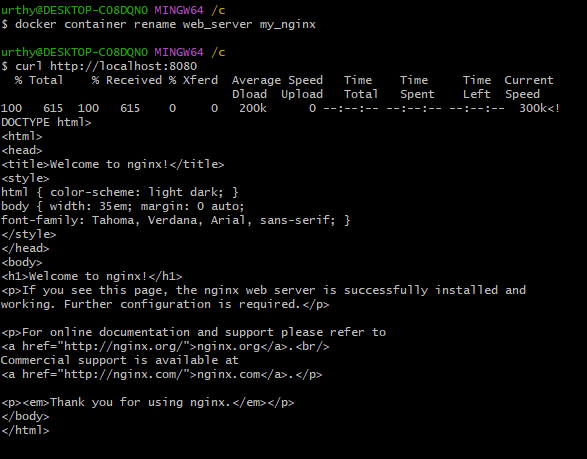 urthy@DESKTOP-CO8DQNO MINGW64 /c
$ docker container rename web_server my_nginx

urthy@DESKTOP-CO8DQNO MINGW64 /c
$ curl http://localhost:8080
  % Total    % Received % Xferd  Average Speed   Time    Time     Time  Current
                                 Dload  Upload   Total   Spent    Left  Speed
100   615  100   615    0     0   200k      0 --:--:-- --:--:-- --:--:--  300k<!
DOCTYPE html>
<html>
<head>
<title>Welcome to nginx!</title>
<style>
html { color-scheme: light dark; }
body { width: 35em; margin: 0 auto;
font-family: Tahoma, Verdana, Arial, sans-serif; }
</style>
</head>
<body>
<h1>Welcome to nginx!</h1>
<p>If you see this page, the nginx web server is successfully installed and
working. Further configuration is required.</p>

<p>For online documentation and support please refer to
<a href="http://nginx.org/">nginx.org</a>.<br/>
Commercial support is available at
<a href="http://nginx.com/">nginx.com</a>.</p>

<p><em>Thank you for using nginx.</em></p>
</body>
</html>